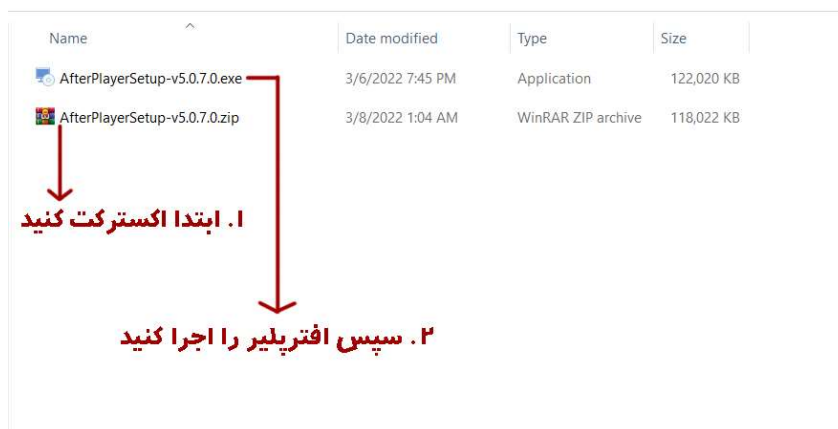 Name Date modified Type Size
AfterPlayerSetup-v5.0.7.0.exe 3/6/2022 7:45 PM Application 122,020 KB
AfterPlayerSetup-v5.0.7.0.zip 3/8/2022 1:04 AM WinRAR ZIP archive 118,022 KB
۱. ابتدا اکسترکت کنید
۲. سپس افترپلیر را اجرا کنید